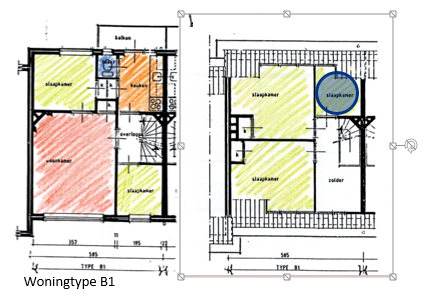 balkon
slaapkamer
keuken
overloop
woonkamer
slaapkamer
11
357
195
585
TYPE B1
slaapkamer
slaapkamer
slaapkamer
zolder
585
TYPE B1
Woningtype B1